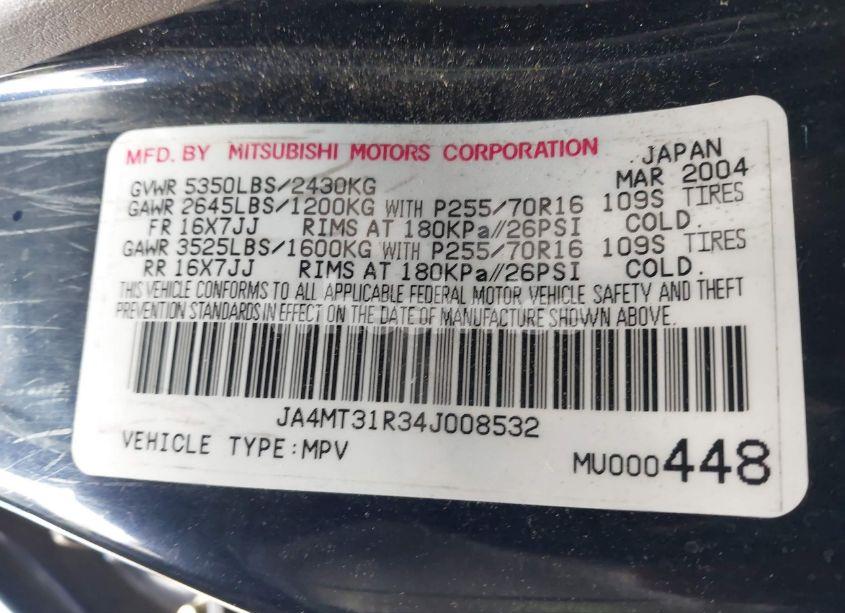 MFD. BY MITSUBISHI MOTORS CORPORATION JAPAN
GVWR 5350LBS/2430KG MAR 2004
GAWR 2645LBS/1200KG WITH P255/70R16 109S TIRES
FR 16X7JJ RIMS AT 180KPa//26PSI COLD.
GAWR 3525LBS/1600KG WITH P255/70R16 109S TIRES
RR 16X7JJ RIMS AT 180KPa//26PSI COLD.
THIS VEHICLE CONFORMS TO ALL APPLICABLE FEDERAL MOTOR VEHICLE SAFETY AND THEFT
PREVENTION STANDARDS IN EFFECT ON THE DATE OF MANUFACTURE SHOWN ABOVE.
JA4MT31R34J008532
VEHICLE TYPE:MPV
MU000448